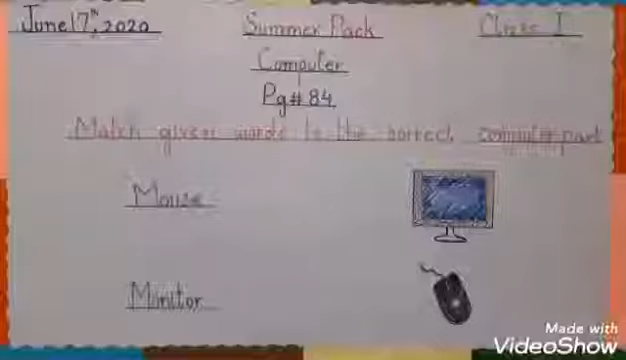 June 17th, 2020 Summer Pack Class I
Computer
Pg# 84
Match given words to the correct computer part
Mouse
Monitor
Made with
VideoShow